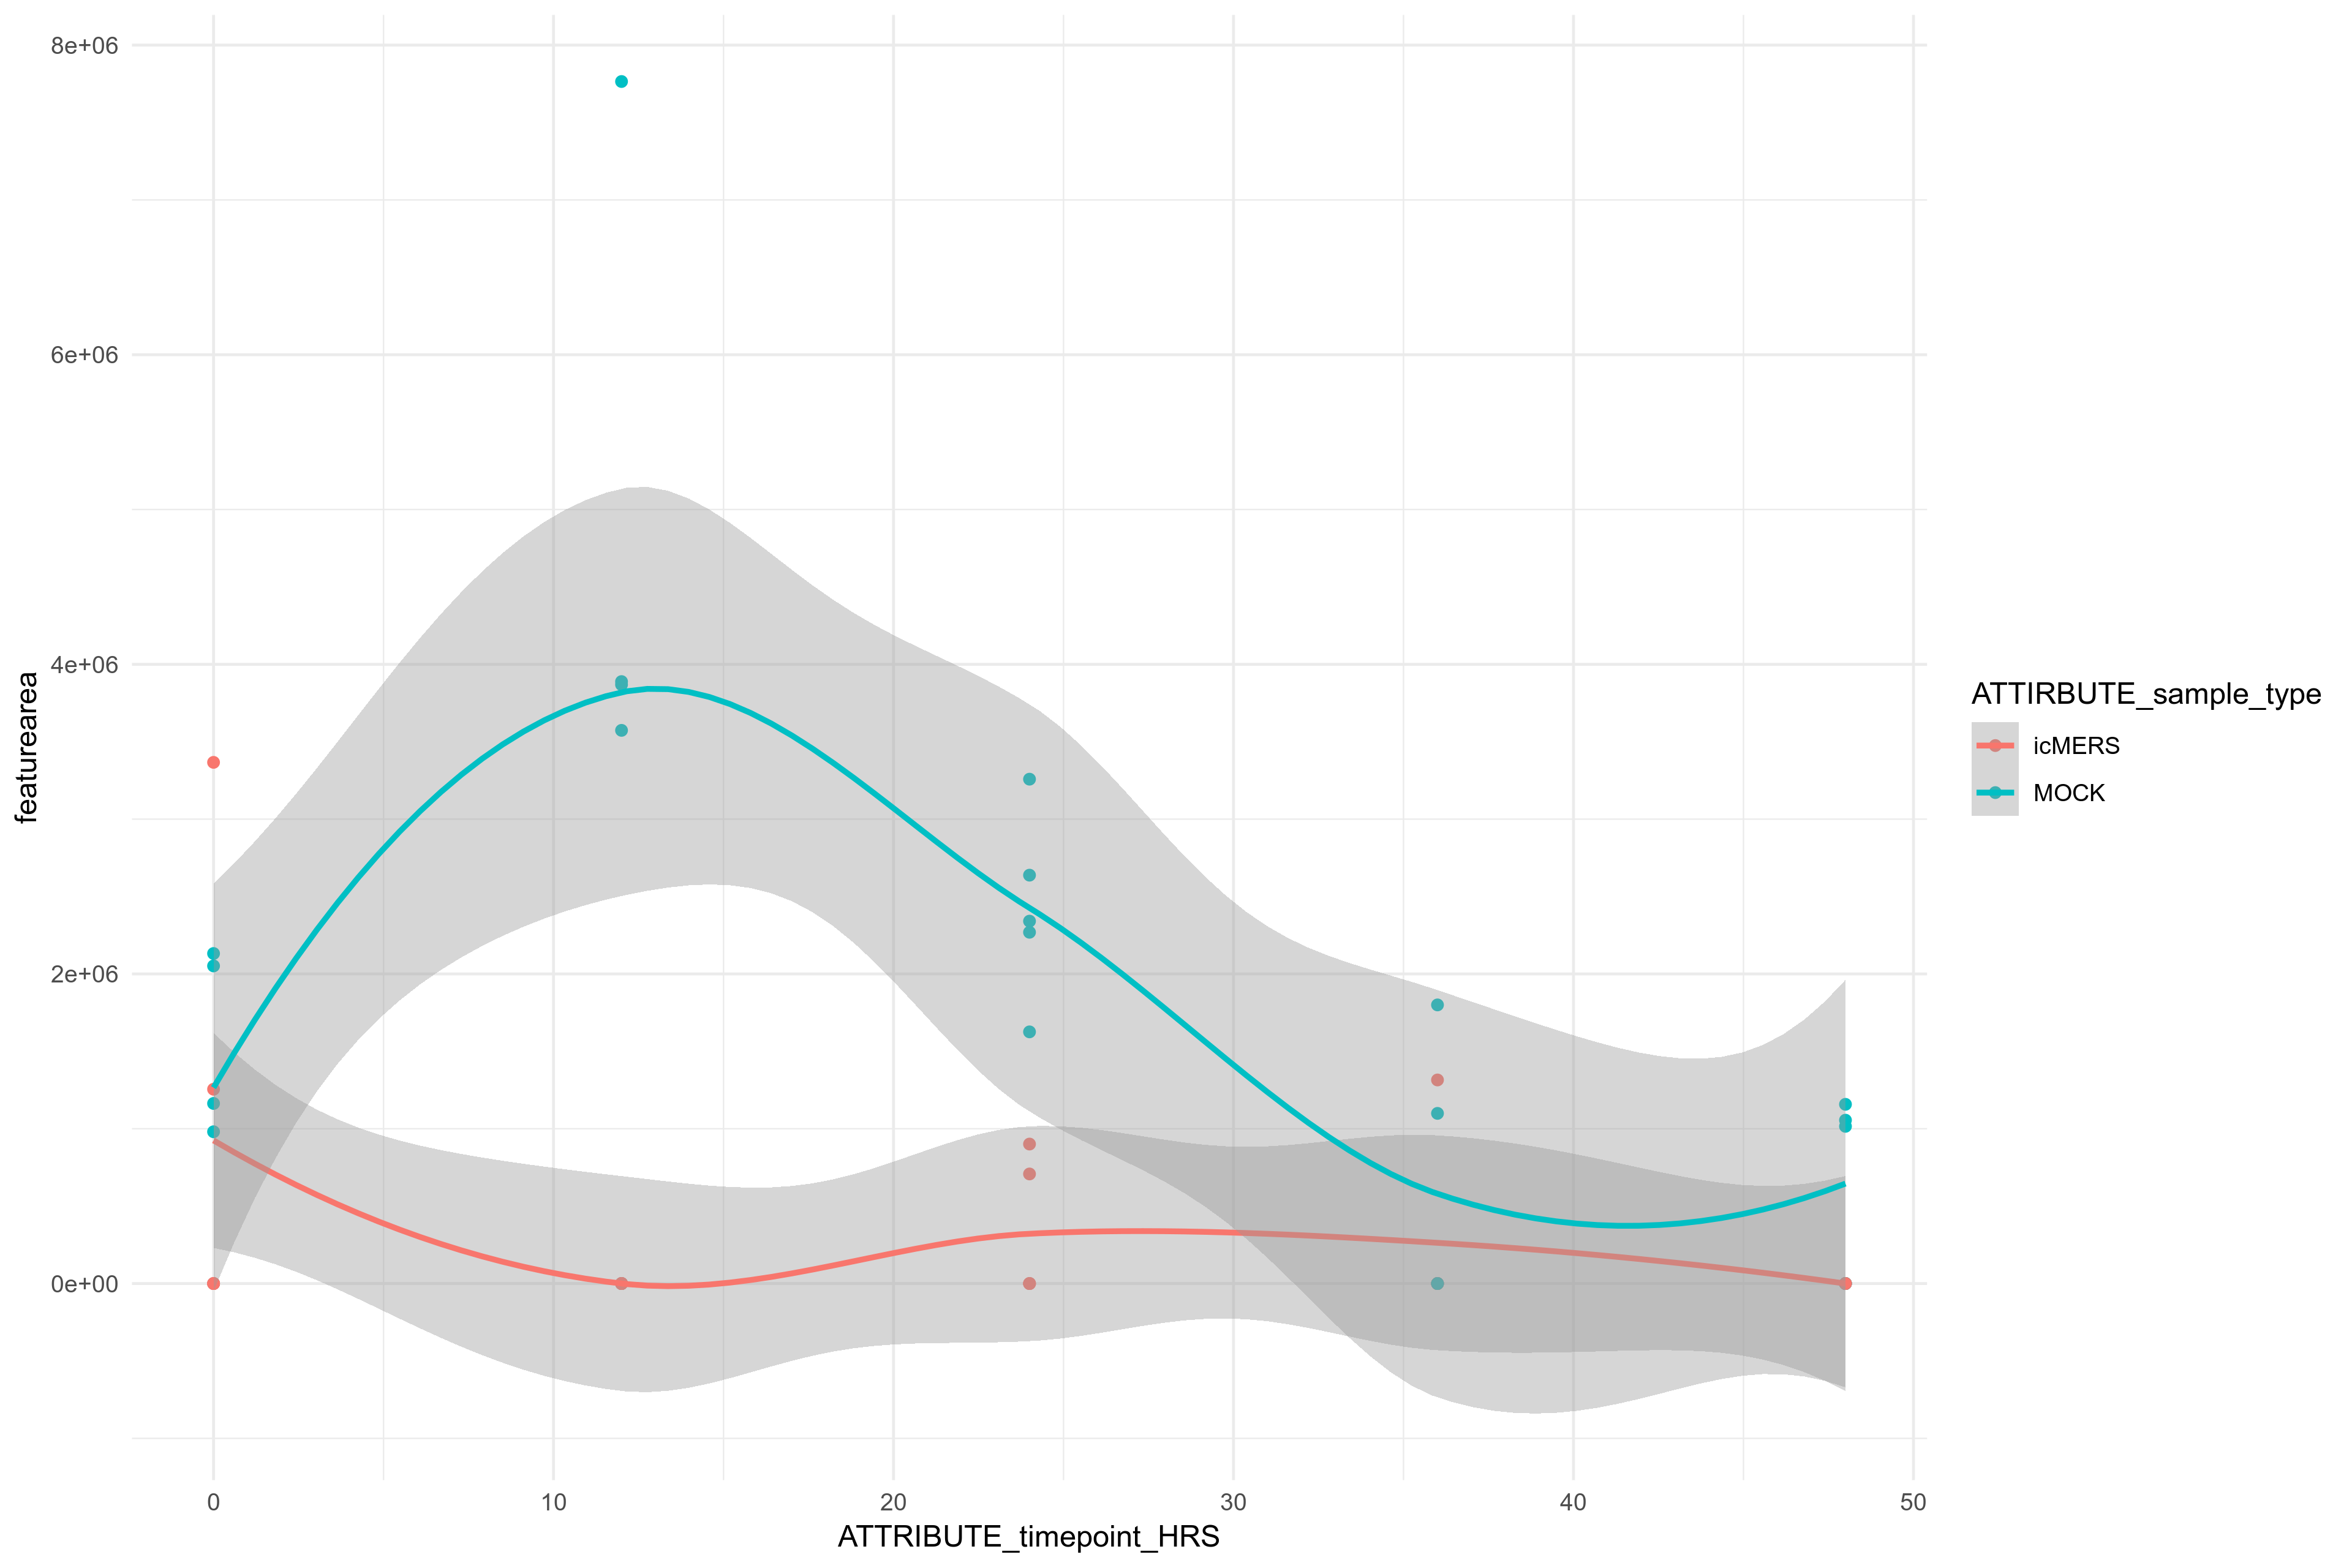 8e+06
6e+06
4e+06
2e+06
0e+00
featurearea
0 10 20 30 40 50
ATTRIBUTE_timepoint_HRS
ATTIRBUTE_sample_type
icMERS
MOCK